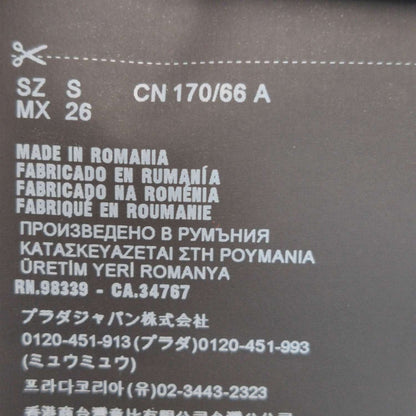 SZ S CN 170/66 A
MX 26
MADE IN ROMANIA
FABRICADO EN RUMANÍA
FABRICADO NA ROMÉNIA
FABRIQUÉ EN ROUMANIE
ПРОИЗВЕДЕНО В РУМЪНИЯ
ΚΑΤΑΣΚΕΥΑΖΕΤΑΙ ΣΤΗ ΡΟΥΜΑΝΙΑ
ÜRETİM YERİ ROMANYA
RN.98339 - CA.34767
プラダジャパン株式会社
0120-451-913(プラダ)0120-451-993
(ミュウミュウ)
프라다코리아(유)02-3443-2323